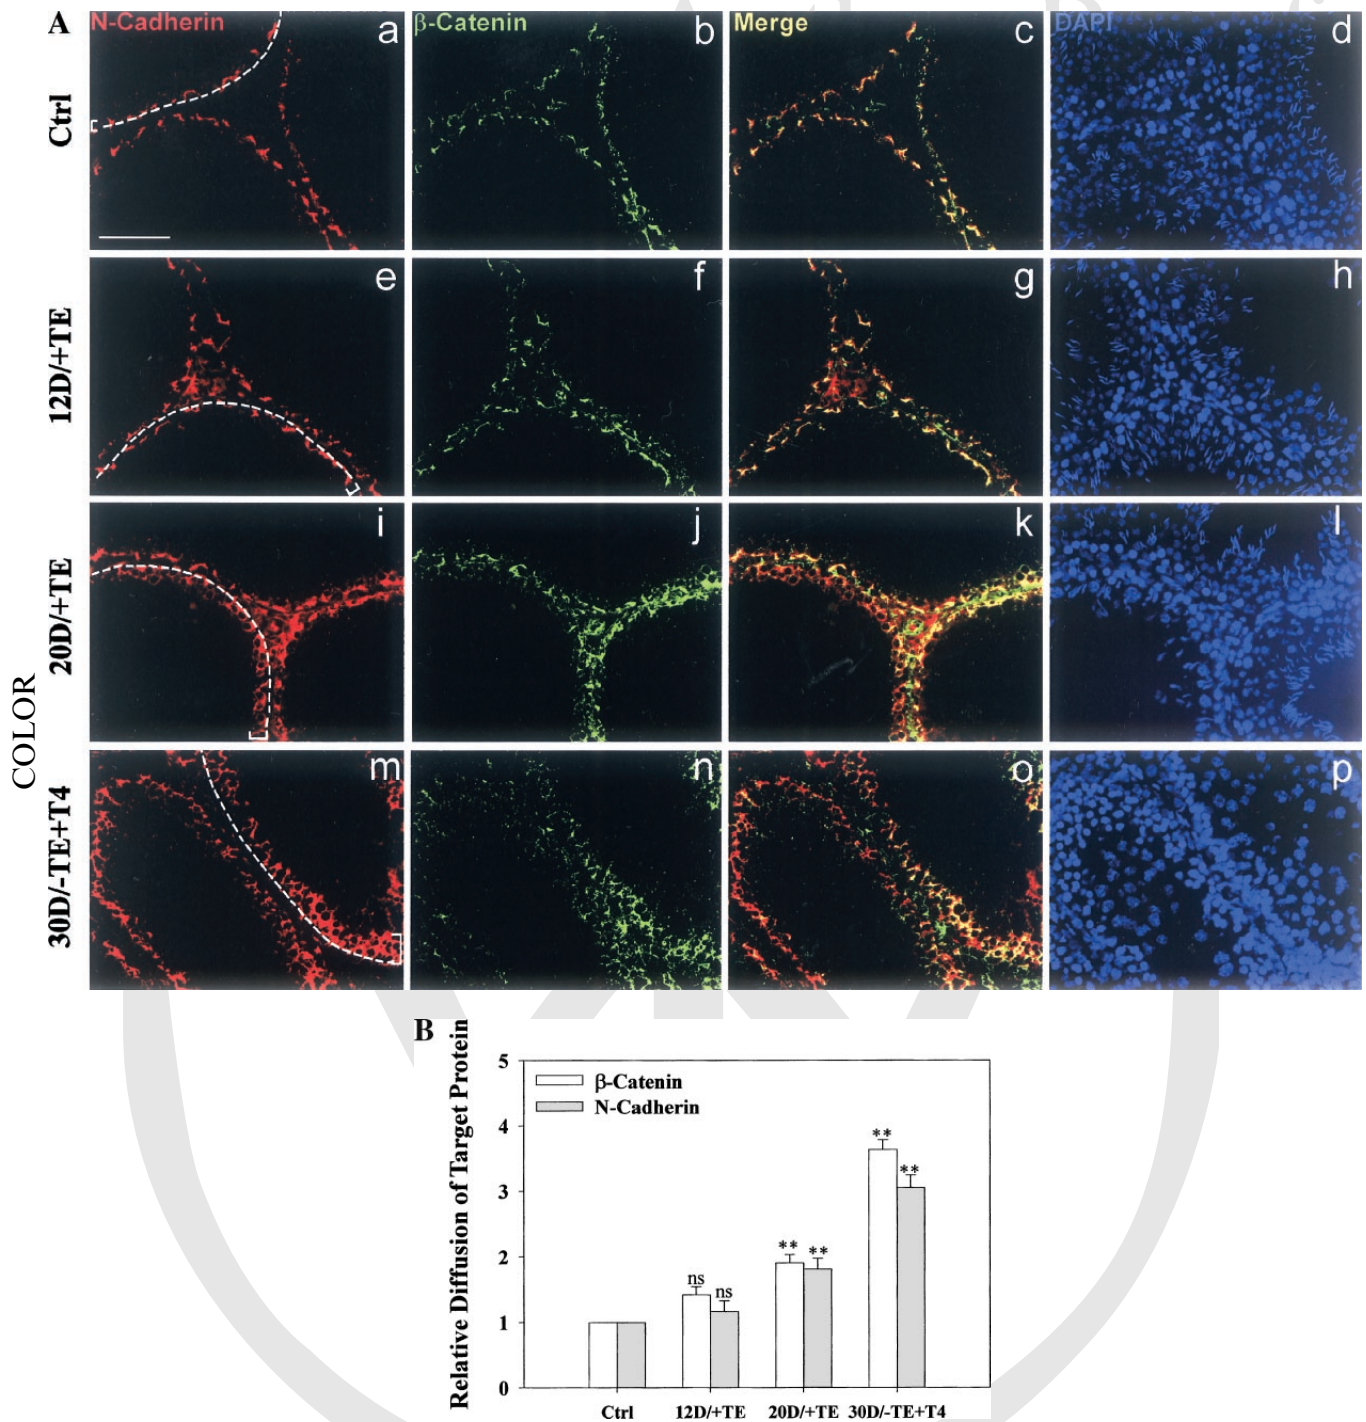 A
N-Cadherin a
β-Catenin b
Merge c
DAPI d
Ctrl
e
f
g
h
12D/+TE
i
j
k
l
20D/+TE
m
n
o
p
30D/-TE+T4
COLOR
B
Relative Diffusion of Target Protein
5
4
3
2
1
0
β-Catenin
N-Cadherin
ns
ns
**
**
**
**
Ctrl 12D/+TE 20D/+TE 30D/-TE+T4